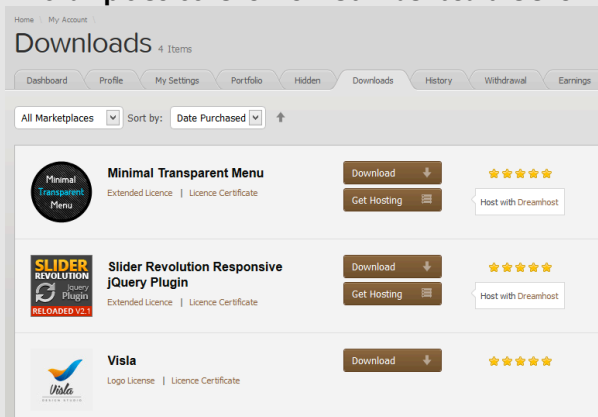 Home \ My Account \
Downloads 4 Items
Dashboard Profile My Settings Portfolio Hidden Downloads History Withdrawal Earnings
All Marketplaces Sort by: Date Purchased
Minimal
Transparent
Menu
Minimal Transparent Menu
Extended Licence | Licence Certificate
Download
Get Hosting
Host with Dreamhost
SLIDER
REVOLUTION
jquery
Plugin
RELOADED V2.1
Slider Revolution Responsive
jQuery Plugin
Extended Licence | Licence Certificate
Download
Get Hosting
Host with Dreamhost
Visla
DESIGN STUDIO
Visla
Logo License | Licence Certificate
Download